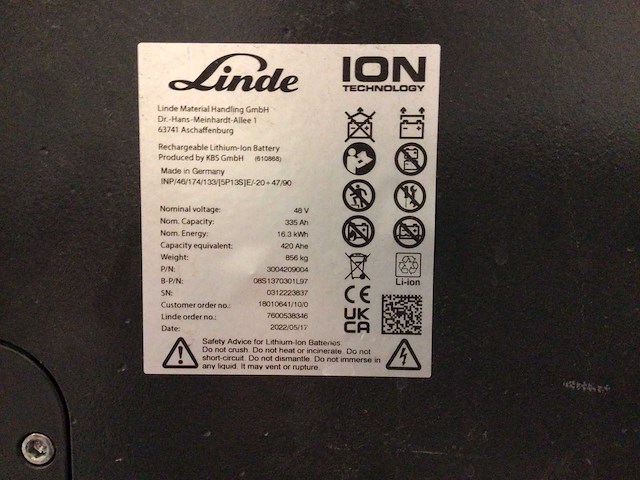 Linde
ION
TECHNOLOGY
Linde Material Handling GmbH
Dr.-Hans-Meinhardt-Allee 1
63741 Aschaffenburg
Rechargeable Lithium-Ion Battery
Produced by KBS GmbH (610868)
Made in Germany
INP/46/174/133/[5P13S]E/-20+47/90
Nominal voltage: 48 V
Nom. Capacity: 335 Ah
Nom. Energy: 16.3 kWh
Capacity equivalent: 420 Ahe
Weight: 856 kg
P/N: 3004209004
B-P/N: 08S1370301L97
SN: 0312223837
Customer order no.: 18010641/10/0
Linde order no.: 7600538346
Date: 2022/05/17
Li-ion
CE
UK
CA
Safety Advice for Lithium-Ion Batteries:
Do not crush. Do not heat or incinerate. Do not
short-circuit. Do not dismantle. Do not immerse in
any liquid. It may vent or rupture.